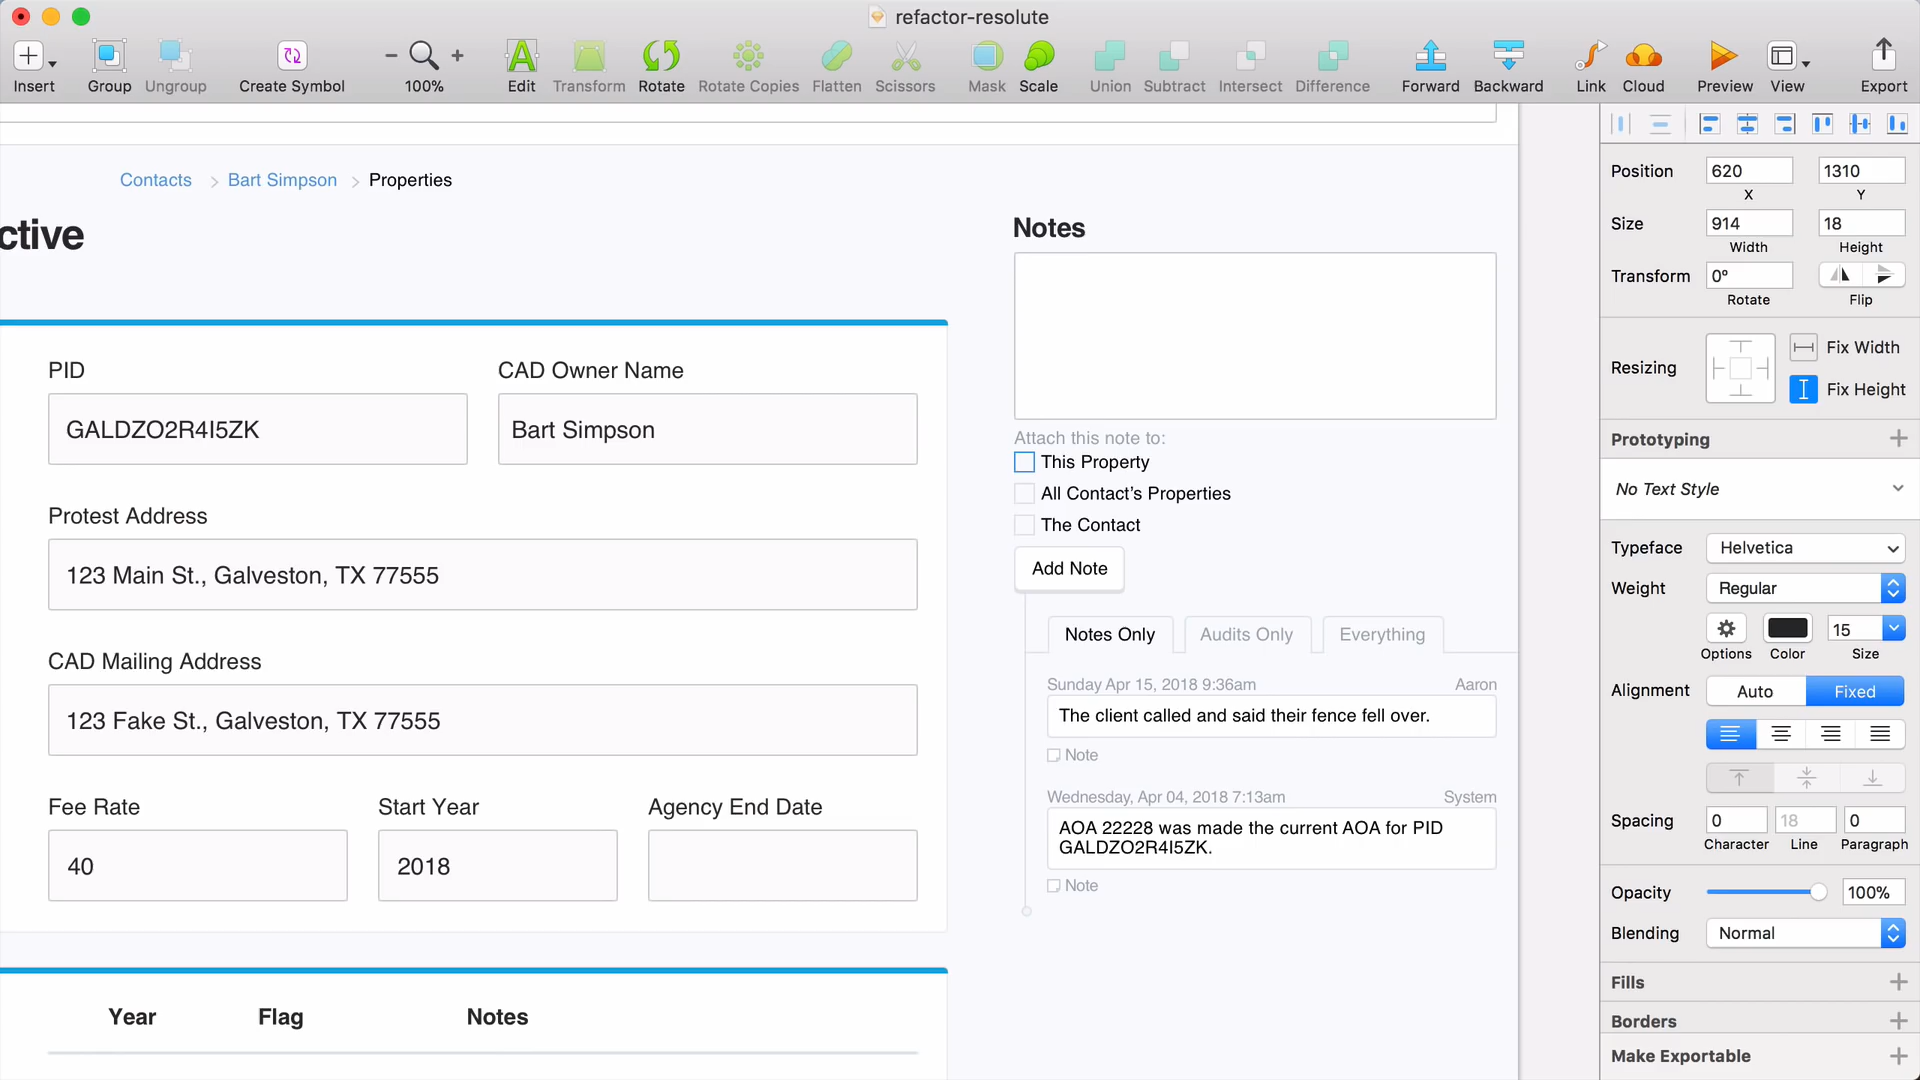 refactor-resolute
Insert
Group
Ungroup
Create Symbol
100%
Edit
Transform
Rotate
Rotate Copies
Flatten
Scissors
Mask
Scale
Union
Subtract
Intersect
Difference
Forward
Backward
Link
Cloud
Preview
View
Export
Contacts
Bart Simpson
Properties
ctive
PID
CAD Owner Name
GALDZO2R4I5ZK
Bart Simpson
Protest Address
123 Main St., Galveston, TX 77555
CAD Mailing Address
123 Fake St., Galveston, TX 77555
Fee Rate
Start Year
Agency End Date
40
2018
Year
Flag
Notes
Notes
Attach this note to:
This Property
All Contact’s Properties
The Contact
Add Note
Notes Only
Audits Only
Everything
Sunday Apr 15, 2018 9:36am
Aaron
The client called and said their fence fell over.
Note
Wednesday, Apr 04, 2018 7:13am
System
AOA 22228 was made the current AOA for PID
GALDZO2R4I5ZK.
Note
Position
620
1310
X
Y
Size
914
18
Width
Height
Transform
0°
Rotate
Flip
Resizing
Fix Width
Fix Height
Prototyping
No Text Style
Typeface
Helvetica
Weight
Regular
15
Options
Color
Size
Alignment
Auto
Fixed
Spacing
0
18
0
Character
Line
Paragraph
Opacity
100%
Blending
Normal
Fills
Borders
Make Exportable